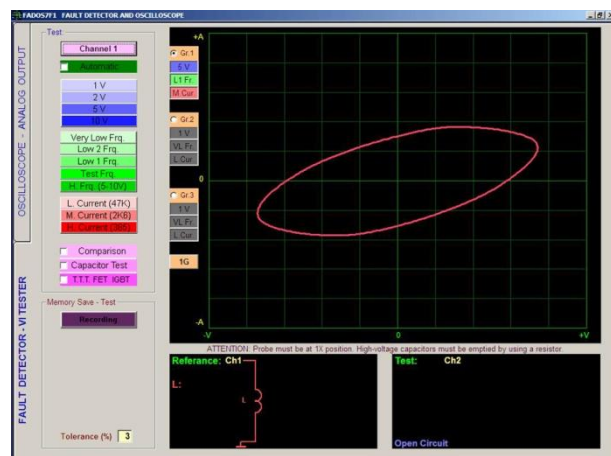 FADOS7F1 FAULT DETECTOR AND OSCILLOSCOPE
OSCILLOSCOPE - ANALOG OUTPUT
FAULT DETECTOR - VI TESTER
Test
Channel 1
Automatic
1 V
2 V
5 V
10 V
Very Low Frq.
Low 2 Frq.
Low 1 Frq.
Test Frq.
H. Frq. (5-10V)
L. Current (47K)
M. Current (2K6)
H. Current (385)
Comparison
Capacitor Test
T.T.T. FET IGBT
Memory Save - Test
Recording
Tolerance (%) 3
Gr.1
5 V
L1 Fr.
M Cur
Gr.2
1 V
VL Fr.
L Cur
Gr.3
1 V
VL Fr.
L Cur
1G
+A
0
-A
-V
0
+V
ATTENTION: Probe must be at 1X position. High-voltage capacitors must be emptied by using a resistor.
Referance: Ch1
L:
L
Test: Ch2
Open Circuit